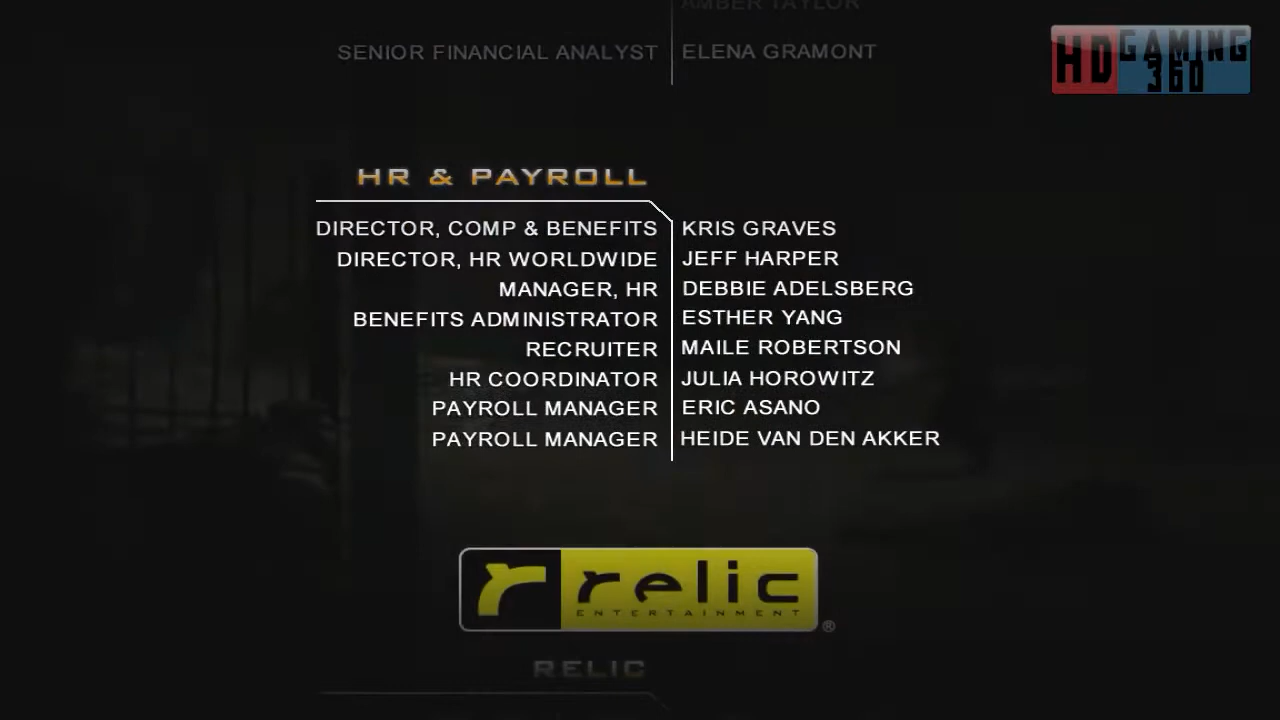 AMBER TAYLOR
SENIOR FINANCIAL ANALYST ELENA GRAMONT
HD GAMING 360
HR & PAYROLL
DIRECTOR, COMP & BENEFITS KRIS GRAVES
DIRECTOR, HR WORLDWIDE JEFF HARPER
MANAGER, HR DEBBIE ADELSBERG
BENEFITS ADMINISTRATOR ESTHER YANG
RECRUITER MAILE ROBERTSON
HR COORDINATOR JULIA HOROWITZ
PAYROLL MANAGER ERIC ASANO
PAYROLL MANAGER HEIDE VAN DEN AKKER
r relic
ENTERTAINMENT
®
RELIC